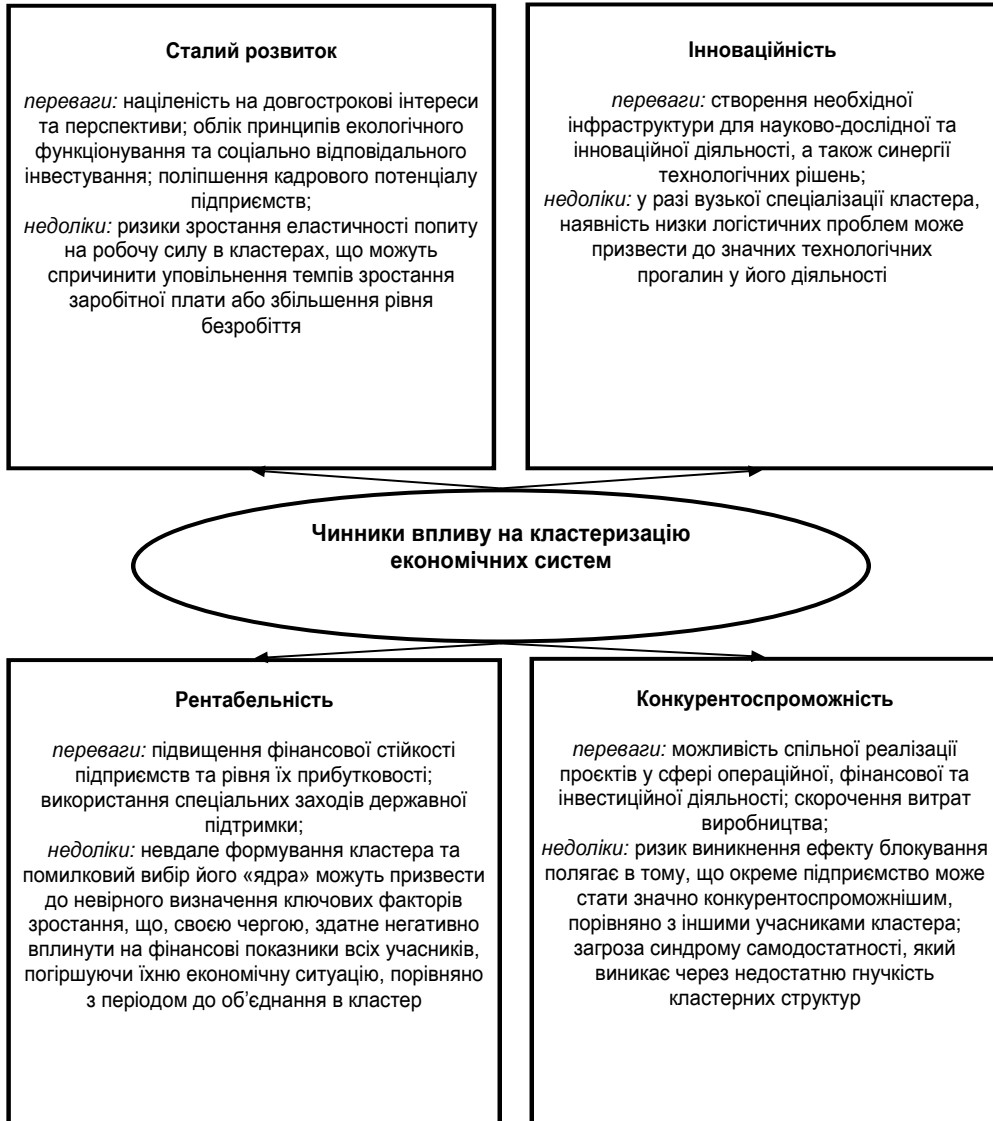 Сталий розвиток
переваги: націленість на довгострокові інтереси
та перспективи; облік принципів екологічного
функціонування та соціально відповідального
інвестування; поліпшення кадрового потенціалу
підприємств;
недоліки: ризики зростання еластичності попиту
на робочу силу в кластерах, що можуть
спричинити уповільнення темпів зростання
заробітної плати або збільшення рівня
безробіття
Інноваційність
переваги: створення необхідної
інфраструктури для науково-дослідної та
інноваційної діяльності, а також синергії
технологічних рішень;
недоліки: у разі вузької спеціалізації кластера,
наявність низки логістичних проблем може
призвести до значних технологічних
прогалин у його діяльності
Чинники впливу на кластеризацію
економічних систем
Рентабельність
переваги: підвищення фінансової стійкості
підприємств та рівня їх прибутковості;
використання спеціальних заходів державної
підтримки;
недоліки: невдале формування кластера та
помилковий вибір його «ядра» можуть призвести
до невірного визначення ключових факторів
зростання, що, своєю чергою, здатне негативно
вплинути на фінансові показники всіх учасників,
погіршуючи їхню економічну ситуацію, порівняно
з періодом до об’єднання в кластер
Конкурентоспроможність
переваги: можливість спільної реалізації
проєктів у сфері операційної, фінансової та
інвестиційної діяльності; скорочення витрат
виробництва;
недоліки: ризик виникнення ефекту блокування
полягає в тому, що окреме підприємство може
стати значно конкурентоспроможнішим,
порівняно з іншими учасниками кластера;
загроза синдрому самодостатності, який
виникає через недостатню гнучкість
кластерних структур